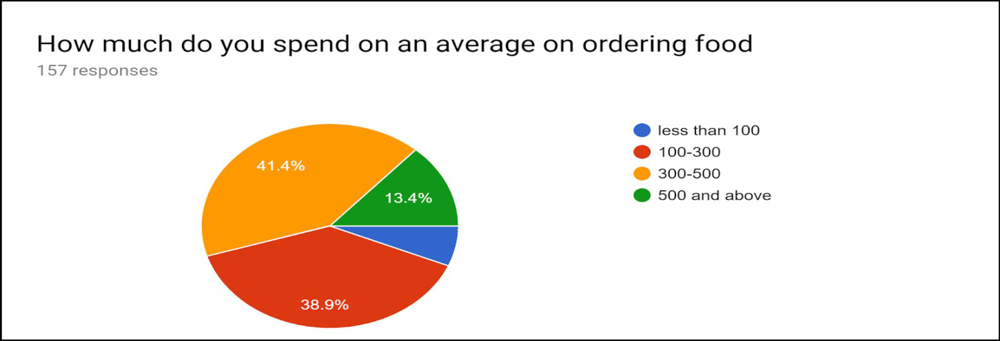 How much do you spend on an average on ordering food
157 responses
41.4%
13.4%
38.9%
less than 100
100-300
300-500
500 and above